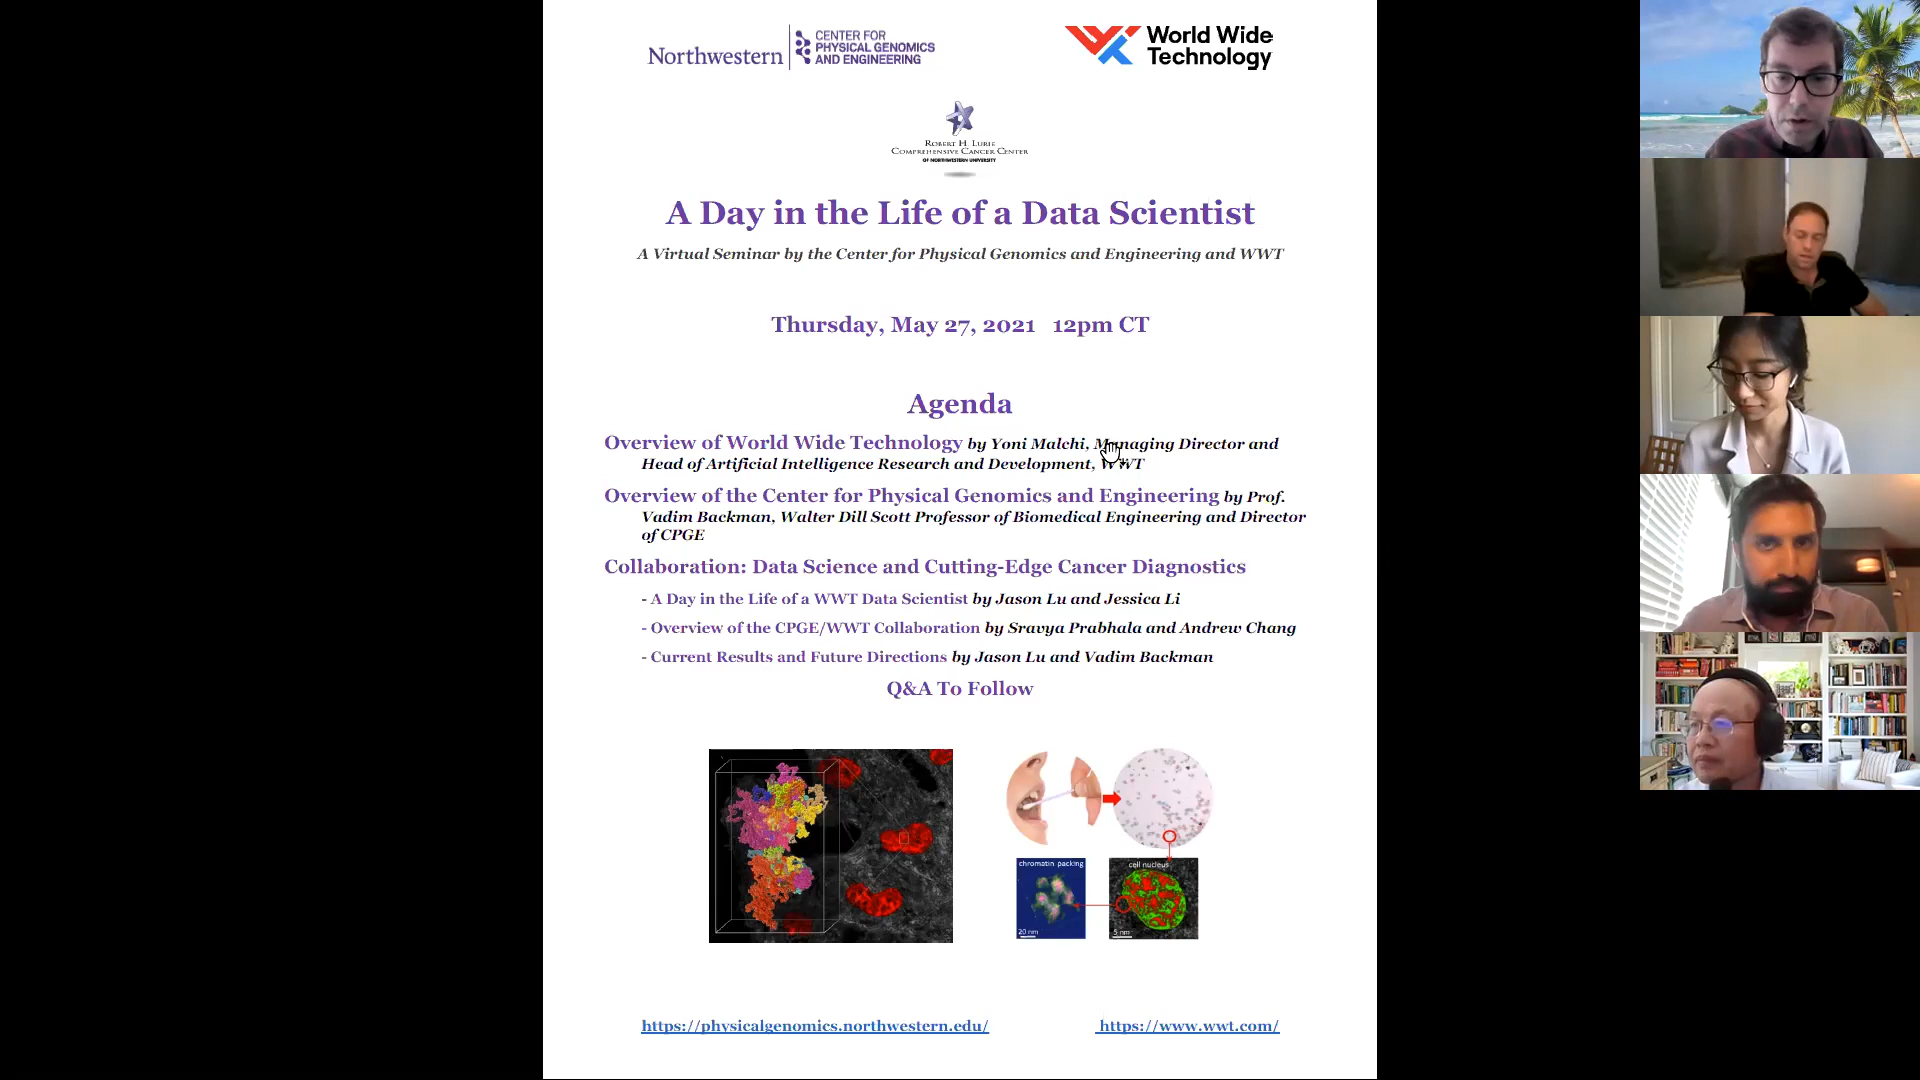 Northwestern
CENTER FOR
PHYSICAL GENOMICS
AND ENGINEERING
World Wide
Technology
ROBERT H. LURIE
COMPREHENSIVE CANCER CENTER
OF NORTHWESTERN UNIVERSITY
A Day in the Life of a Data Scientist
A Virtual Seminar by the Center for Physical Genomics and Engineering and WWT
Thursday, May 27, 2021 12pm CT
Agenda
Overview of World Wide Technology by Yoni Malchi, Managing Director and
Head of Artificial Intelligence Research and Development, WWT
Overview of the Center for Physical Genomics and Engineering by Prof.
Vadim Backman, Walter Dill Scott Professor of Biomedical Engineering and Director
of CPGE
Collaboration: Data Science and Cutting-Edge Cancer Diagnostics
- A Day in the Life of a WWT Data Scientist by Jason Lu and Jessica Li
- Overview of the CPGE/WWT Collaboration by Sravya Prabhala and Andrew Chang
- Current Results and Future Directions by Jason Lu and Vadim Backman
Q&A To Follow
chromatin packing
cell nucleus
20 nm
5 nm
https://physicalgenomics.northwestern.edu/
https://www.wwt.com/